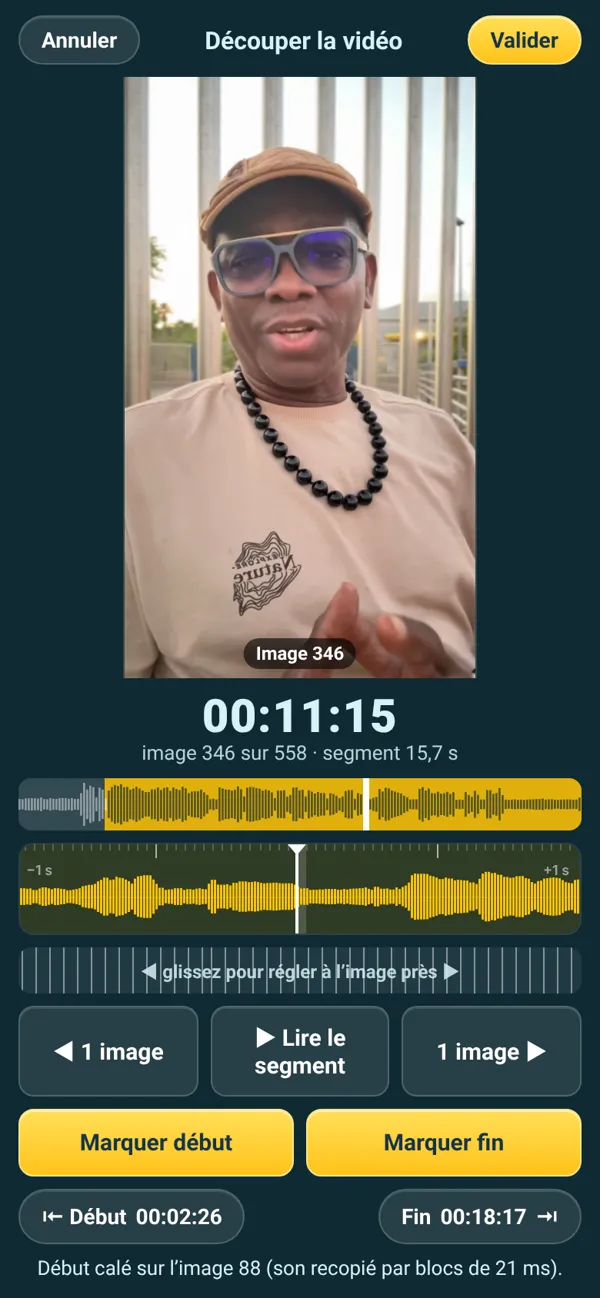 Annuler
Découper la vidéo
Valider
EXPLORE
Nature
Image 346
00:11:15
image 346 sur 558 · segment 15,7 s
−1 s
+1 s
◀ glissez pour régler à l’image près ▶
◀ 1 image
▶ Lire le
segment
1 image ▶
Marquer début
Marquer fin
⇤ Début 00:02:26
Fin 00:18:17 ⇥
Début calé sur l’image 88 (son recopié par blocs de 21 ms).